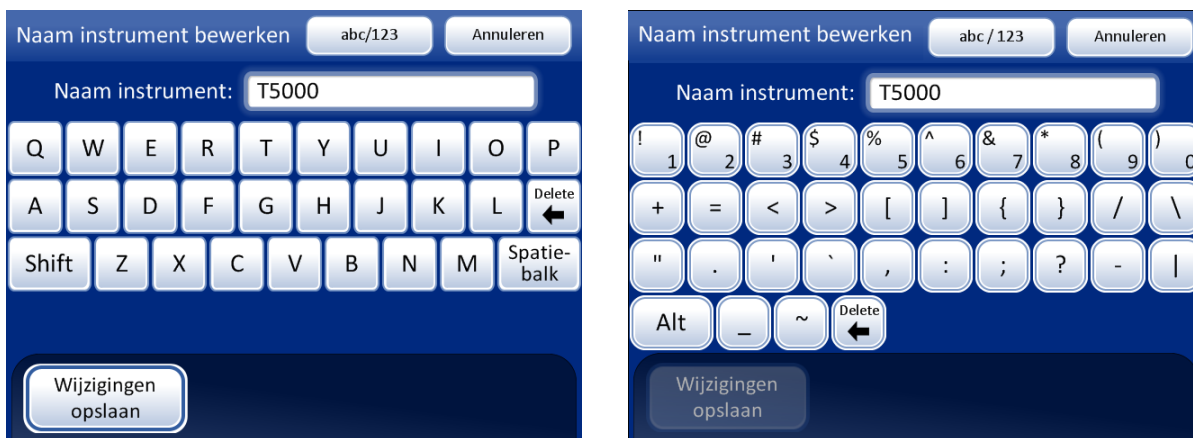 Naam instrument bewerken abc/123 Annuleren
Naam instrument: T5000
Q W E R T Y U I O P
A S D F G H J K L Delete
Shift Z X C V B N M Spatie-
balk
Wijzigingen
opslaan
Naam instrument bewerken abc / 123 Annuleren
Naam instrument: T5000
! 1 @ 2 # 3 $ 4 % 5 ^ 6 & 7 * 8 ( 9 ) 0
+ = < > [ ] { } / \
" . ' ` , : ; ? - |
Alt _ ~ Delete
Wijzigingen
opslaan